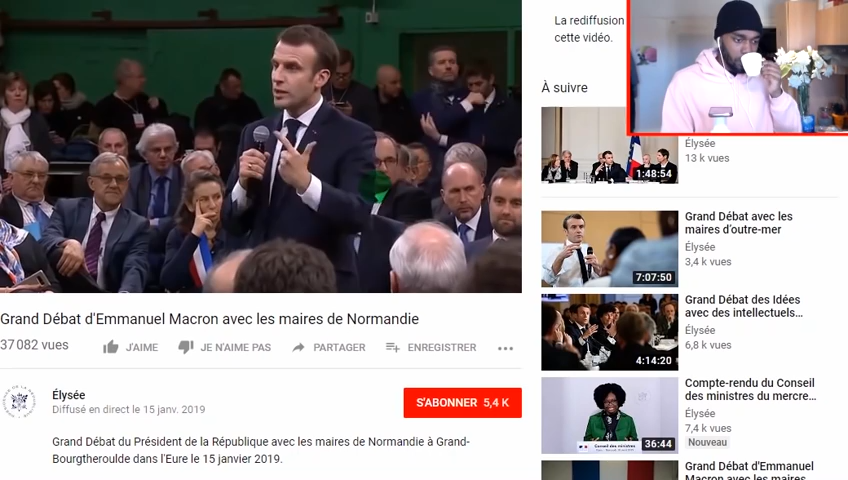 Grand Débat d'Emmanuel Macron avec les maires de Normandie
37 082 vues
J'AIME
JE N'AIME PAS
PARTAGER
ENREGISTRER
Élysée
Diffusé en direct le 15 janv. 2019
S'ABONNER 5,4 K
Grand Débat du Président de la République avec les maires de Normandie à Grand-
Bourgtheroulde dans l'Eure le 15 janvier 2019.
La rediffusion
cette vidéo.
À suivre
1:48:54
Élysée
13 k vues
7:07:50
Grand Débat avec les
maires d'outre-mer
Élysée
3,4 k vues
4:14:20
Grand Débat des Idées
avec des intellectuels...
Élysée
6,8 k vues
Conseil des ministres
36:44
Compte-rendu du Conseil
des ministres du mercre...
Élysée
7,4 k vues
Nouveau
Grand Débat d'Emmanuel
Macron avec les maires